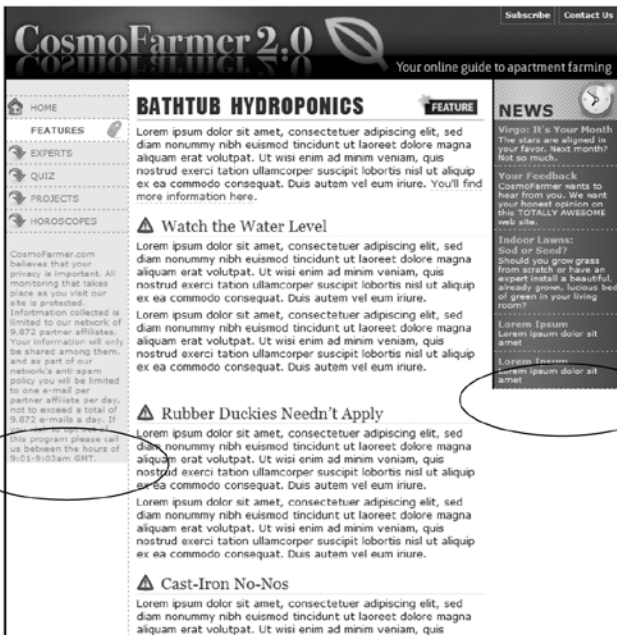 Subscribe Contact Us
CosmoFarmer 2.0
Your online guide to apartment farming
HOME
FEATURES
EXPERTS
QUIZ
PROJECTS
HOROSCOPES
CosmoFarmer.com
believes that your
privacy is important. All
monitoring that takes
place as you visit our
site is protected.
Information collected is
limited to our network of
9,872 partner affiliates.
Your information will only
be shared among them,
and as part of our
network's anti-spam
policy you will be limited
to one e-mail per
partner affiliate per day,
not to exceed a total of
9,872 e-mails a day. If
you wish to opt out of
this program please call
us between the hours of
9:01-9:03am GMT.
BATHTUB HYDROPONICS
FEATURE
Lorem ipsum dolor sit amet, consectetuer adipiscing elit, sed
diam nonummy nibh euismod tincidunt ut laoreet dolore magna
aliquam erat volutpat. Ut wisi enim ad minim veniam, quis
nostrud exerci tation ullamcorper suscipit lobortis nisl ut aliquip
ex ea commodo consequat. Duis autem vel eum iriure. You'll find
more information here.
Watch the Water Level
Lorem ipsum dolor sit amet, consectetuer adipiscing elit, sed
diam nonummy nibh euismod tincidunt ut laoreet dolore magna
aliquam erat volutpat. Ut wisi enim ad minim veniam, quis
nostrud exerci tation ullamcorper suscipit lobortis nisl ut aliquip
ex ea commodo consequat. Duis autem vel eum iriure.
Lorem ipsum dolor sit amet, consectetuer adipiscing elit, sed
diam nonummy nibh euismod tincidunt ut laoreet dolore magna
aliquam erat volutpat. Ut wisi enim ad minim veniam, quis
nostrud exerci tation ullamcorper suscipit lobortis nisl ut aliquip
ex ea commodo consequat. Duis autem vel eum iriure.
Rubber Duckies Needn't Apply
Lorem ipsum dolor sit amet, consectetuer adipiscing elit, sed
diam nonummy nibh euismod tincidunt ut laoreet dolore magna
aliquam erat volutpat. Ut wisi enim ad minim veniam, quis
nostrud exerci tation ullamcorper suscipit lobortis nisl ut aliquip
ex ea commodo consequat. Duis autem vel eum iriure.
Lorem ipsum dolor sit amet, consectetuer adipiscing elit, sed
diam nonummy nibh euismod tincidunt ut laoreet dolore magna
aliquam erat volutpat. Ut wisi enim ad minim veniam, quis
nostrud exerci tation ullamcorper suscipit lobortis nisl ut aliquip
ex ea commodo consequat. Duis autem vel eum iriure.
Cast-Iron No-Nos
Lorem ipsum dolor sit amet, consectetuer adipiscing elit, sed
diam nonummy nibh euismod tincidunt ut laoreet dolore magna
aliquam erat volutpat. Ut wisi enim ad minim veniam, quis
NEWS
Virgo: It's Your Month
The stars are aligned in
your favor. Next month?
Not so much.
Your Feedback
CosmoFarmer wants to
hear from you. We want
your honest opinion on
this TOTALLY AWESOME
web site.
Indoor Lawns:
Sod or Seed?
Should you grow grass
from scratch or have an
expert install a beautiful,
already grown, lucious bed
of green in your living
room?
Lorem Ipsum
Lorem ipsum dolor sit
amet
Lorem Ipsum
Lorem ipsum dolor sit
amet